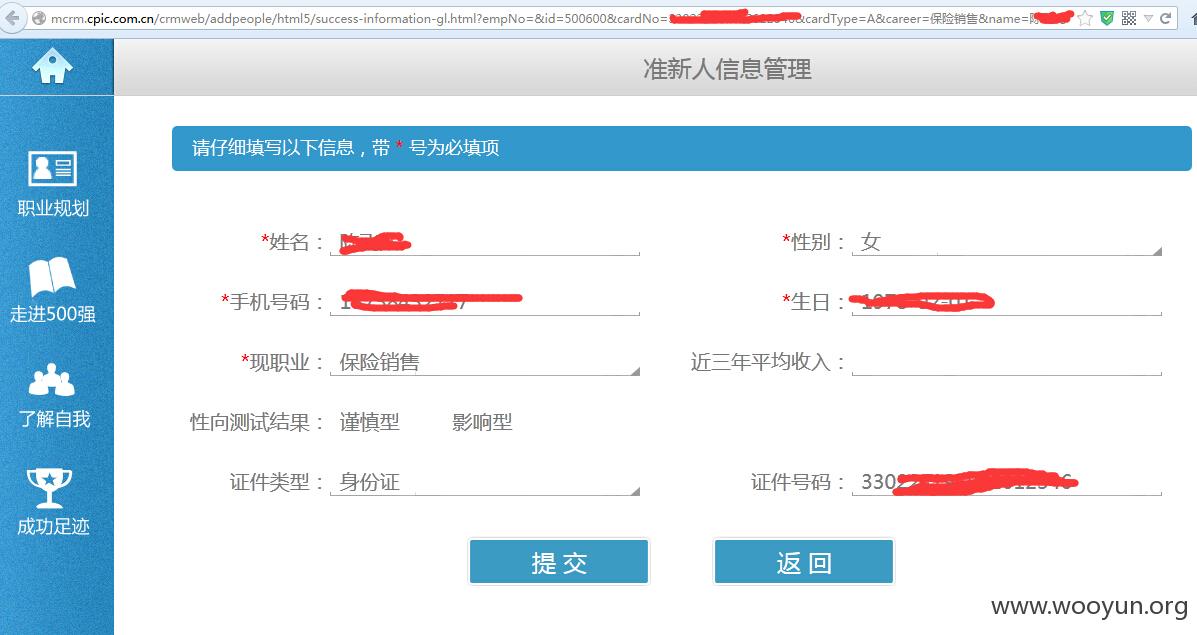 mcrm.cpic.com.cn/crmweb/addpeople/html5/success-information-gl.html?empNo=&id=500600&cardNo= &cardType=A&career=保险销售&name=
准新人信息管理
请仔细填写以下信息，带 * 号为必填项
职业规划
走进500强
了解自我
成功足迹
*姓名：
*性别： 女
*手机号码：
*生日：
*现职业： 保险销售
近三年平均收入：
性向测试结果： 谨慎型 影响型
证件类型： 身份证
证件号码： 330
提交 返回
www.wooyun.org